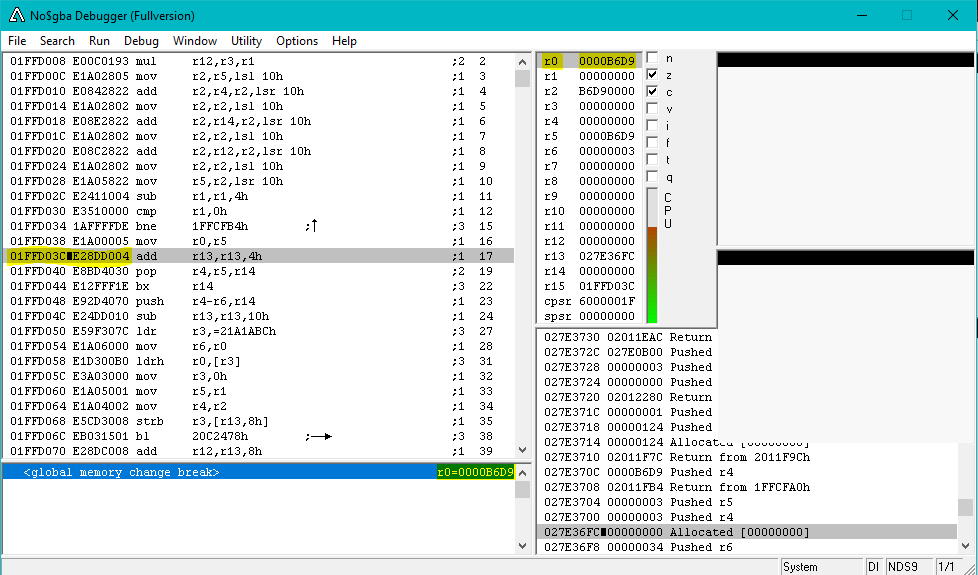 No$gba Debugger (Fullversion)
File Search Run Debug Window Utility Options Help
01FFD008 E00C0193 mul r12,r3,r1 ;2 2
01FFD00C E1A02805 mov r2,r5,lsl 10h ;1 3
01FFD010 E0842822 add r2,r4,r2,lsr 10h ;1 4
01FFD014 E1A02802 mov r2,r2,lsl 10h ;1 5
01FFD018 E08E2822 add r2,r14,r2,lsr 10h ;1 6
01FFD01C E1A02802 mov r2,r2,lsl 10h ;1 7
01FFD020 E08C2822 add r2,r12,r2,lsr 10h ;1 8
01FFD024 E1A02802 mov r2,r2,lsl 10h ;1 9
01FFD028 E1A05822 mov r5,r2,lsr 10h ;1 10
01FFD02C E2411004 sub r1,r1,4h ;1 11
01FFD030 E3510000 cmp r1,0h ;1 12
01FFD034 1AFFFFDE bne 1FFCFB4h ;↑ ;3 15
01FFD038 E1A00005 mov r0,r5 ;1 16
01FFD03C E28DD004 add r13,r13,4h ;1 17
01FFD040 E8BD4030 pop r4,r5,r14 ;2 19
01FFD044 E12FFF1E bx r14 ;3 22
01FFD048 E92D4070 push r4-r6,r14 ;1 23
01FFD04C E24DD010 sub r13,r13,10h ;1 24
01FFD050 E59F307C ldr r3,=21A1ABCh ;3 27
01FFD054 E1A06000 mov r6,r0 ;1 28
01FFD058 E1D300B0 ldrh r0,[r3] ;3 31
01FFD05C E3A03000 mov r3,0h ;1 32
01FFD060 E1A05001 mov r5,r1 ;1 33
01FFD064 E1A04002 mov r4,r2 ;1 34
01FFD068 E5CD3008 strb r3,[r13,8h] ;1 35
01FFD06C EB031501 bl 20C2478h ;→ ;3 38
01FFD070 E28DC008 add r12,r13,8h ;1 39
r0 0000B6D9 n
r1 00000000 z
r2 B6D90000 c
r3 00000000 v
r4 00000000 i
r5 0000B6D9 f
r6 00000003 t
r7 00000000 q
r8 00000000
r9 00000000 C
r10 00000000 P
r11 00000000 U
r12 00000000
r13 027E36FC
r14 00000000
r15 01FFD03C
cpsr 6000001F
spsr 00000000
<global memory change break> r0=0000B6D9
027E3730 02011EAC Return
027E372C 027E0B00 Pushed
027E3728 00000003 Pushed
027E3724 00000000 Pushed
027E3720 02012280 Return
027E371C 00000001 Pushed
027E3718 00000124 Pushed
027E3714 00000124 Allocated [00000000]
027E3710 02011F7C Return from 2011F9Ch
027E370C 0000B6D9 Pushed r4
027E3708 02011FB4 Return from 1FFCFA0h
027E3704 00000003 Pushed r5
027E3700 00000003 Pushed r4
027E36FC 00000000 Allocated [00000000]
027E36F8 00000034 Pushed r6
System DI NDS9 1/1